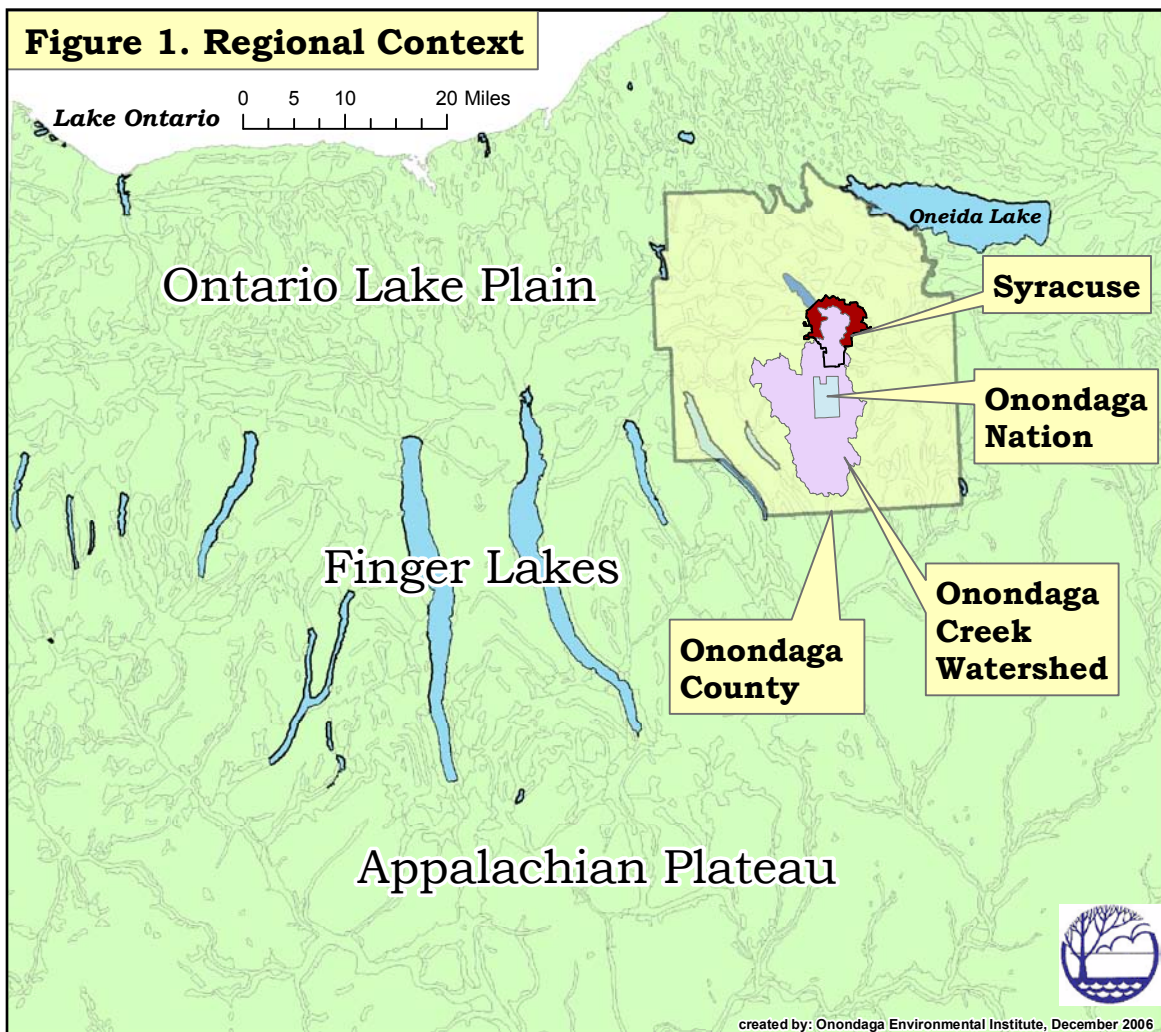 Figure 1. Regional Context
0 5 10 20 Miles
Lake Ontario
Oneida Lake
Ontario Lake Plain
Syracuse
Onondaga
Nation
Finger Lakes
Onondaga
Creek
Watershed
Onondaga
County
Appalachian Plateau
created by: Onondaga Environmental Institute, December 2006